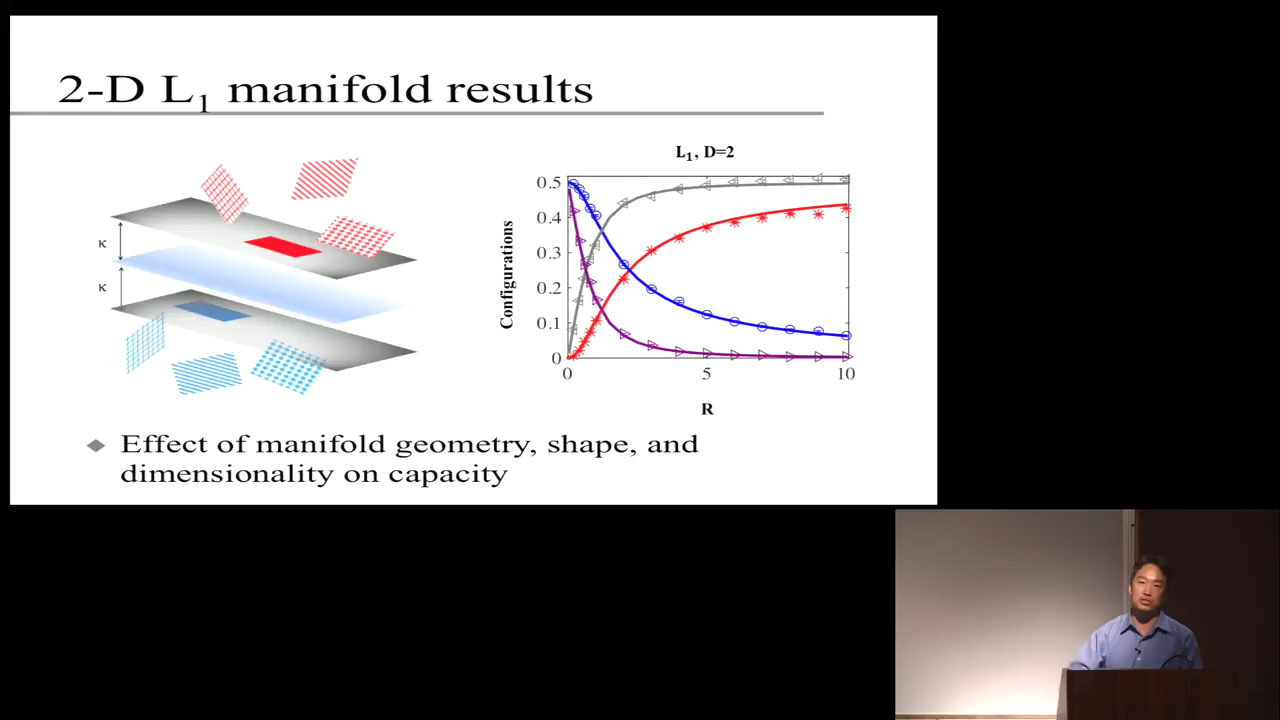 2-D L₁ manifold results
κ
κ
L₁, D=2
Configurations
0.5
0.4
0.3
0.2
0.1
0
0 5 10
R
Effect of manifold geometry, shape, and
dimensionality on capacity